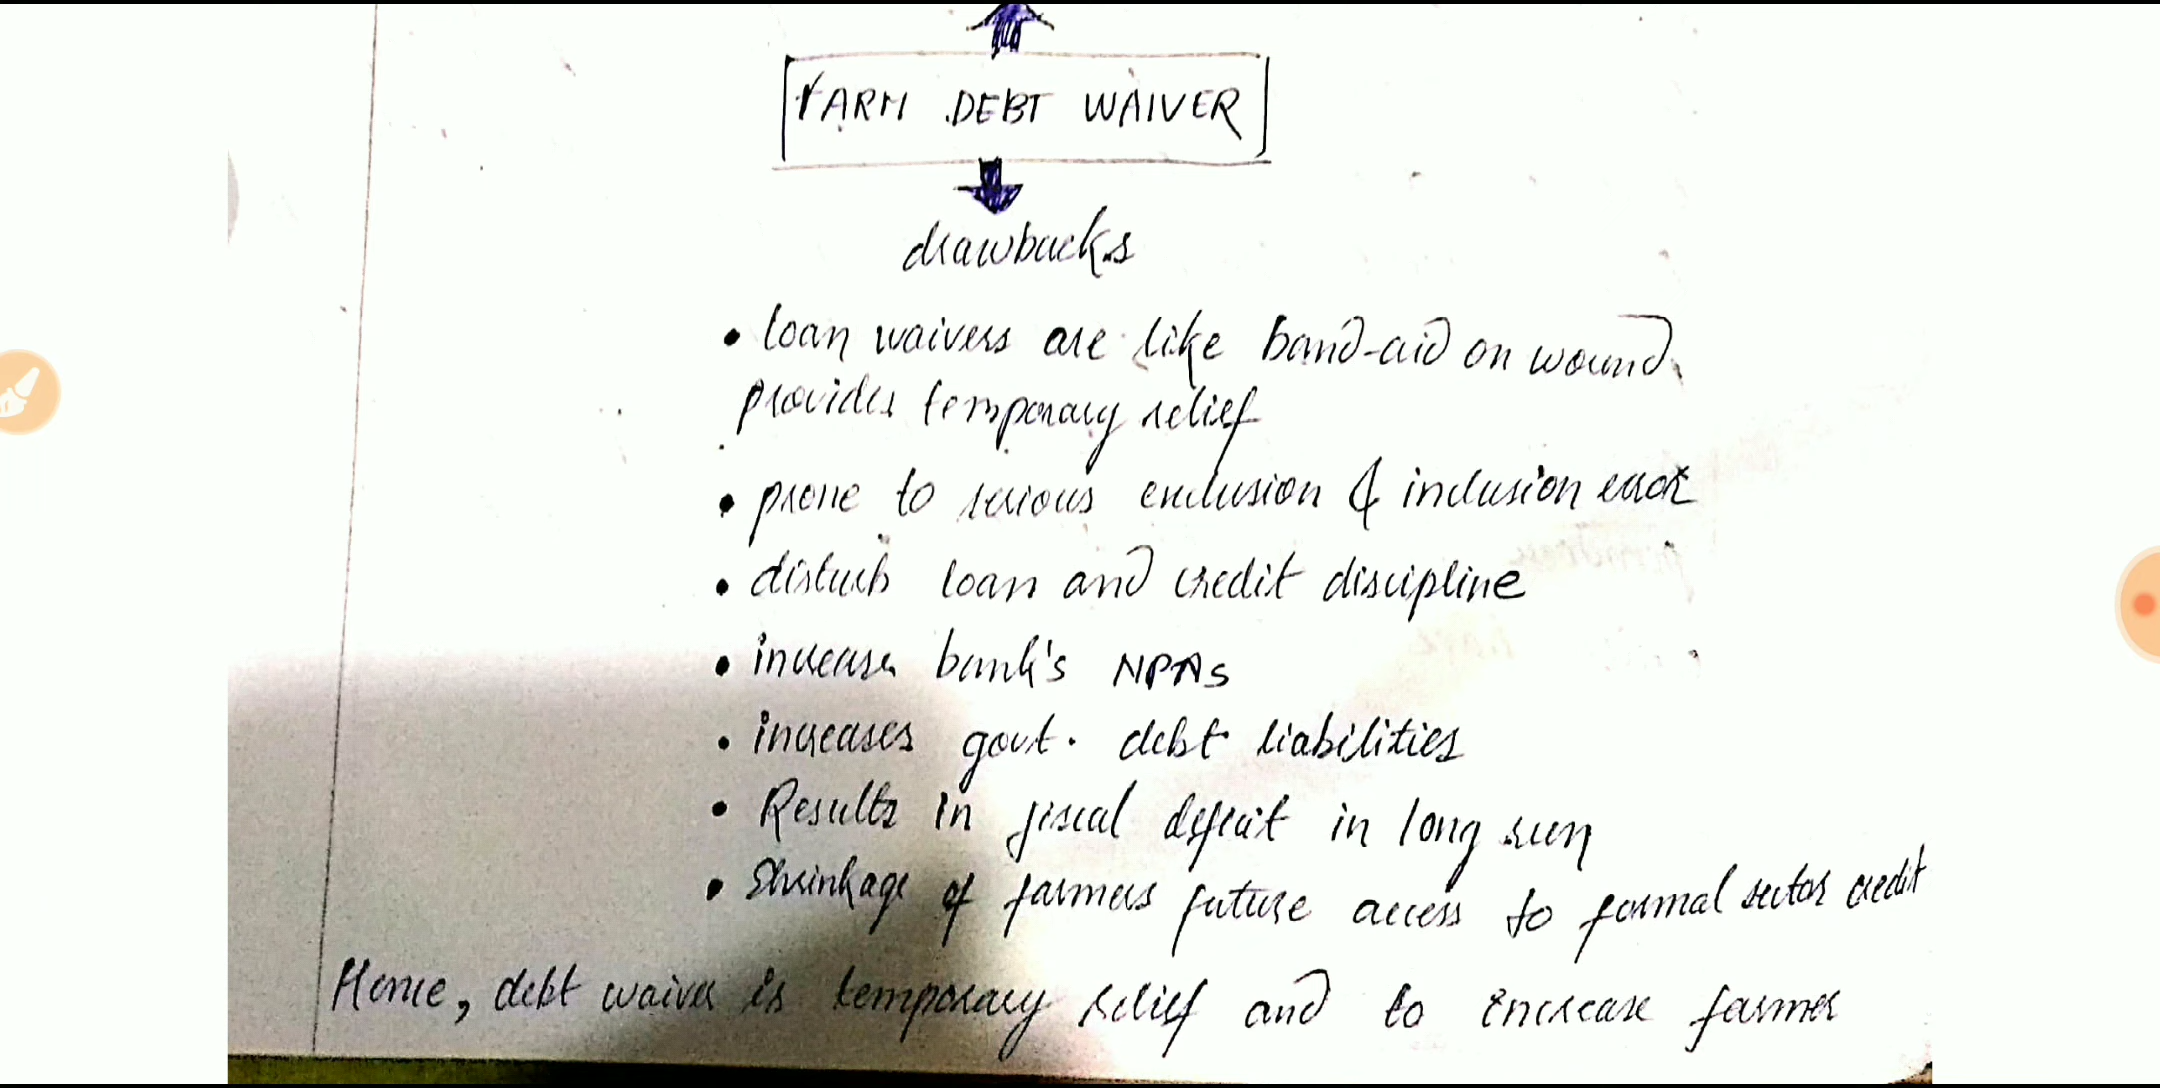 FARM DEBT WAIVER
drawbacks
• loan waivers are like band-aid on wound,
provides temporary relief
• prone to serious exclusion & inclusion error
• disturb loan and credit discipline
• increase bank's NPAs
• increases govt. debt liabilities
• Results in fiscal deficit in long run
• Shrinkage of farmers future access to formal sector credit
Hence, debt waiver is temporary relief and to increase farmer